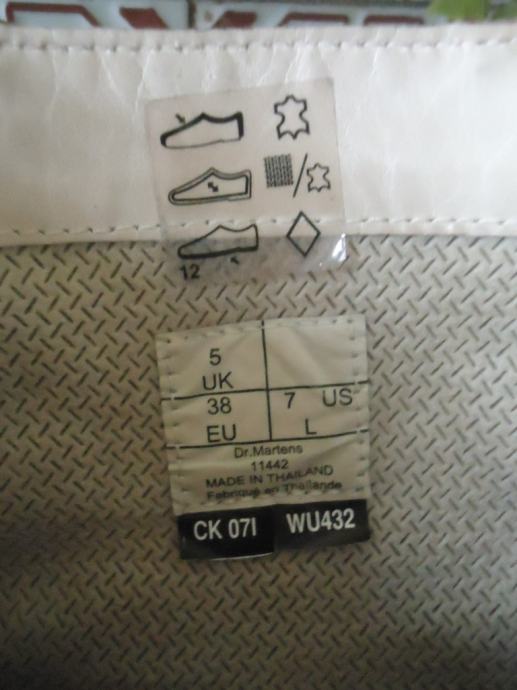 12
5
UK
38 7 US
EU L
Dr.Martens
11442
MADE IN THAILAND
Fabriqué en Thaïlande
CK 07I WU432